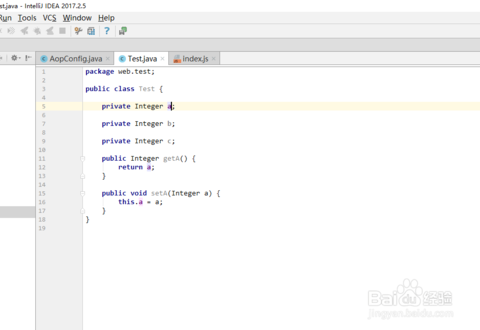 st.java - IntelliJ IDEA 2017.2.5
Run Tools VCS Window Help
AopConfig.java × Test.java × Index.js ×
1 package web.test;
2
3 public class Test {
4
5 private Integer a;
6
7 private Integer b;
8
9 private Integer c;
10
11 public Integer getA() {
12 return a;
13 }
14
15 public void setA(Integer a) {
16 this.a = a;
17 }
18 }
19
Baidu 经验
jingyan.baidu.com